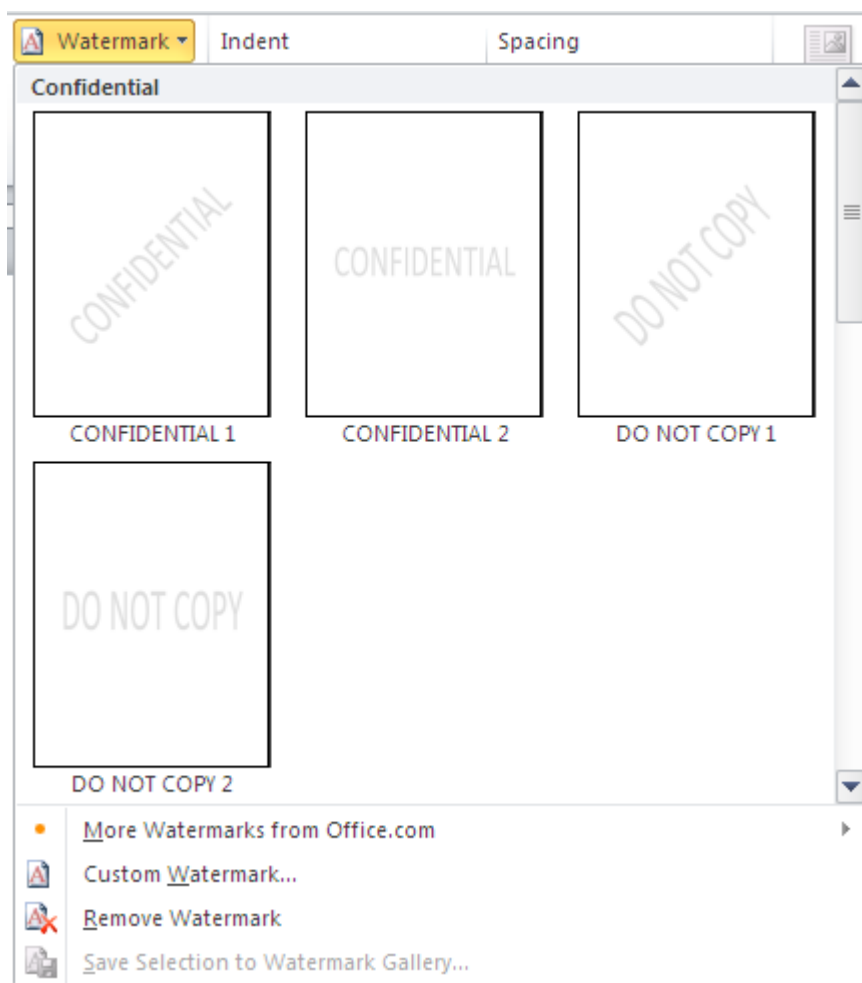 Watermark Indent Spacing
Confidential
CONFIDENTIAL CONFIDENTIAL DO NOT COPY
CONFIDENTIAL 1 CONFIDENTIAL 2 DO NOT COPY 1
DO NOT COPY
DO NOT COPY 2
More Watermarks from Office.com
Custom Watermark...
Remove Watermark
Save Selection to Watermark Gallery...